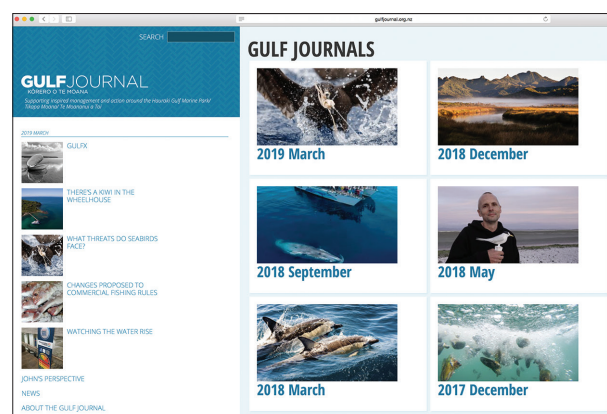 gulfjournal.org.nz
SEARCH
GULFJOURNAL
KŌRERO O TE MOANA
Supporting inspired management and action around the Hauraki Gulf Marine Park/
Tīkapa Moana/ Te Moananui a Toi
2019 MARCH
GULFX
THERE'S A KIWI IN THE
WHEELHOUSE
WHAT THREATS DO SEABIRDS
FACE?
CHANGES PROPOSED TO
COMMERCIAL FISHING RULES
WATCHING THE WATER RISE
JOHN'S PERSPECTIVE
NEWS
ABOUT THE GULF JOURNAL
GULF JOURNALS
2019 March
2018 December
2018 September
2018 May
2018 March
2017 December